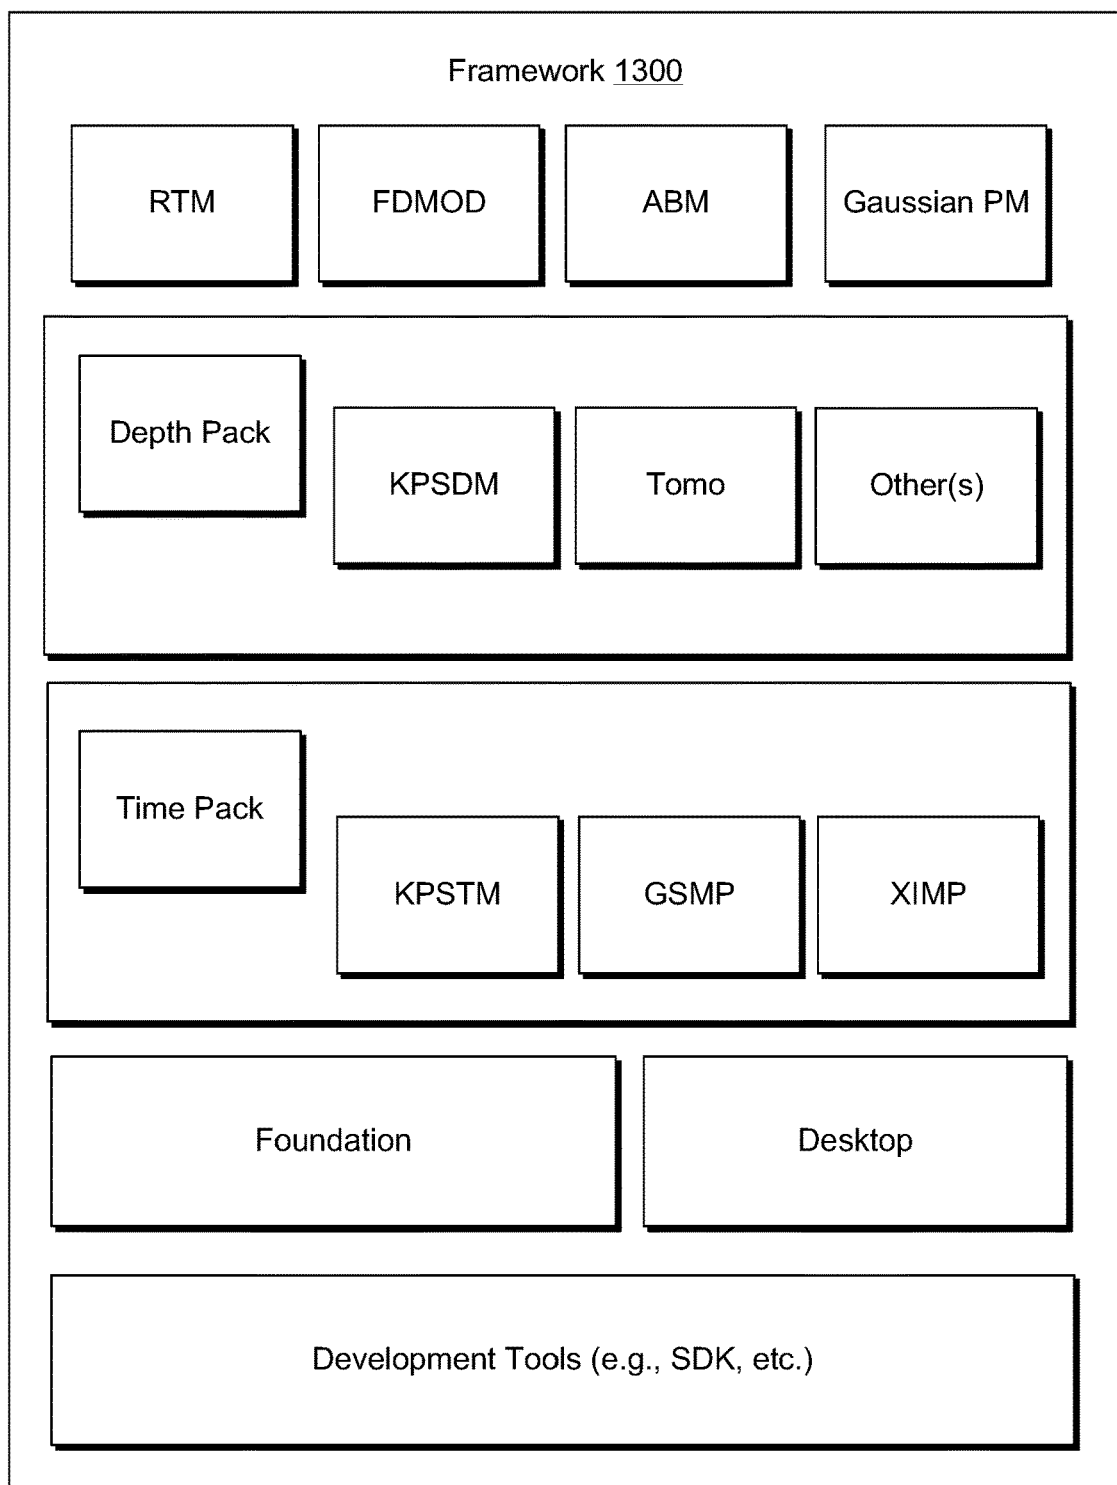 Framework 1300
RTM
FDMOD
ABM
Gaussian PM
Depth Pack
KPSDM
Tomo
Other(s)
Time Pack
KPSTM
GSMP
XIMP
Foundation
Desktop
Development Tools (e.g., SDK, etc.)